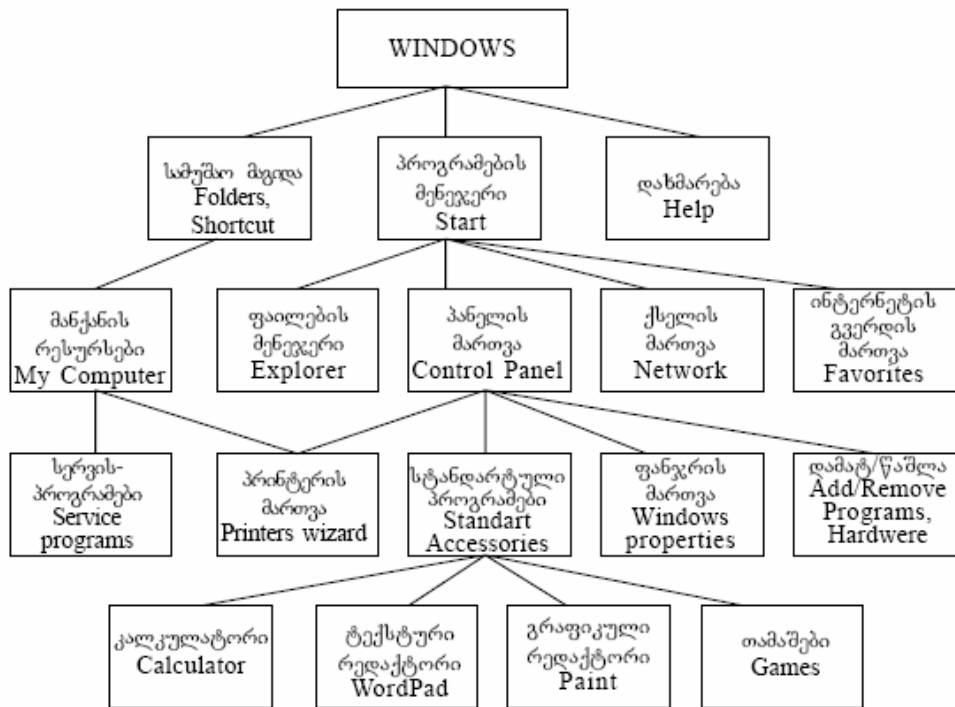 WINDOWS
სამუშაო მაგიდა
Folders,
Shortcut
პროგრამების
მენეჯერი
Start
დახმარება
Help
მანქანის
რესურსები
My Computer
ფაილების
მენეჯერი
Explorer
პანელის
მართვა
Control Panel
ქსელის
მართვა
Network
ინტერნეტის
გვერდის
მართვა
Favorites
სერვის-
პროგრამები
Service
programs
პრინტერის
მართვა
Printers wizard
სტანდარტული
პროგრამები
Standart
Accessories
ფანჯრის
მართვა
Windows
properties
დამატ/წაშლა
Add/Remove
Programs,
Hardwere
კალკულატორი
Calculator
ტექსტური
რედაქტორი
WordPad
გრაფიკული
რედაქტორი
Paint
თამაშები
Games